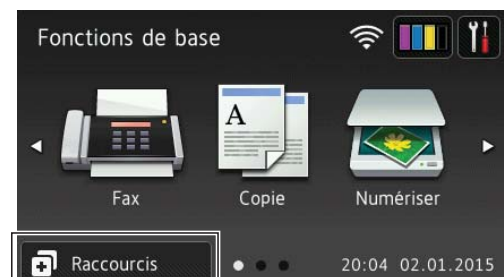 Fonctions de base
A
Fax Copie Numériser
Raccourcis 20:04 02.01.2015